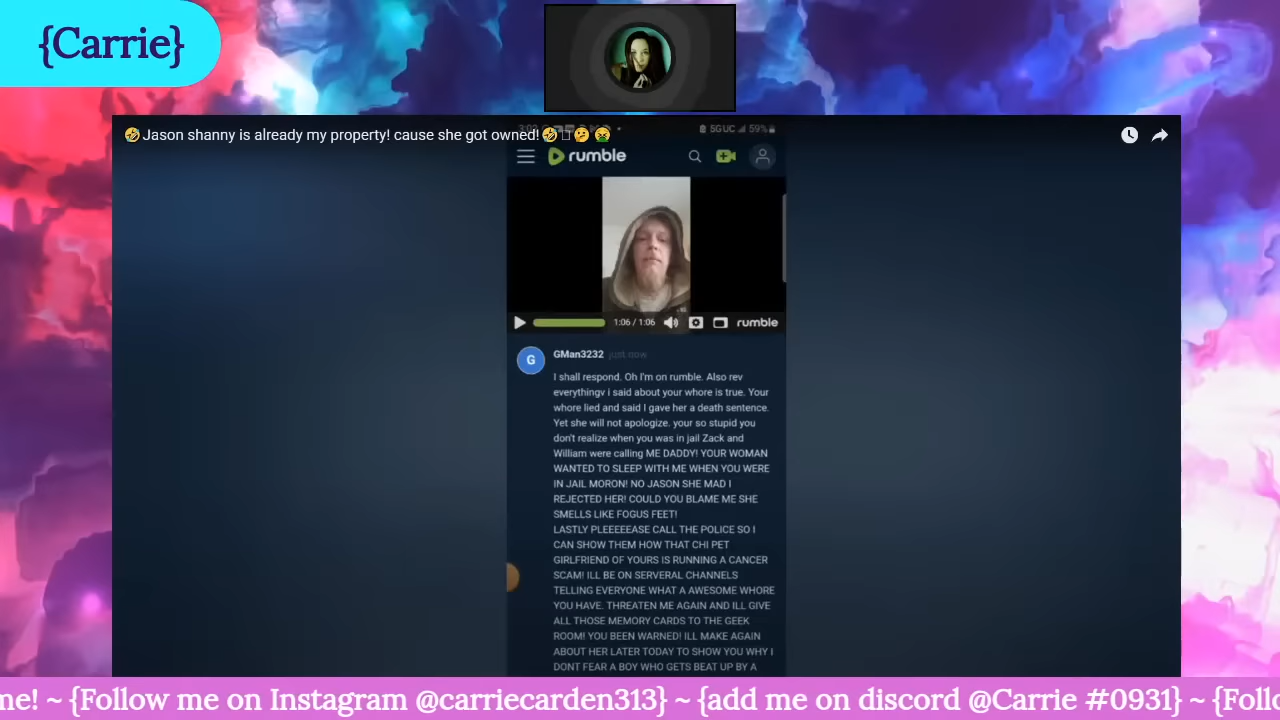 {Carrie}
🤣Jason shanny is already my property! cause she got owned!🤣🤔🤮
5GUC 59%
rumble
1:06 / 1:06 rumble
G
GMan3232 just now
I shall respond. Oh I'm on rumble. Also rev
everythingv i said about your whore is true. Your
whore lied and said I gave her a death sentence.
Yet she will not apologize. your so stupid you
don't realize when you was in jail Zack and
William were calling ME DADDY! YOUR WOMAN
WANTED TO SLEEP WITH ME WHEN YOU WERE
IN JAIL MORON! NO JASON SHE MAD I
REJECTED HER! COULD YOU BLAME ME SHE
SMELLS LIKE FOGUS FEET!
LASTLY PLEEEEEASE CALL THE POLICE SO I
CAN SHOW THEM HOW THAT CHI PET
GIRLFRIEND OF YOURS IS RUNNING A CANCER
SCAM! ILL BE ON SERVERAL CHANNELS
TELLING EVERYONE WHAT A AWESOME WHORE
YOU HAVE. THREATEN ME AGAIN AND ILL GIVE
ALL THOSE MEMORY CARDS TO THE GEEK
ROOM! YOU BEEN WARNED! ILL MAKE AGAIN
ABOUT HER LATER TODAY TO SHOW YOU WHY I
DONT FEAR A BOY WHO GETS BEAT UP BY A
me! ~ {Follow me on Instagram @carriecarden313} ~ {add me on discord @Carrie #0931} ~ {Follo